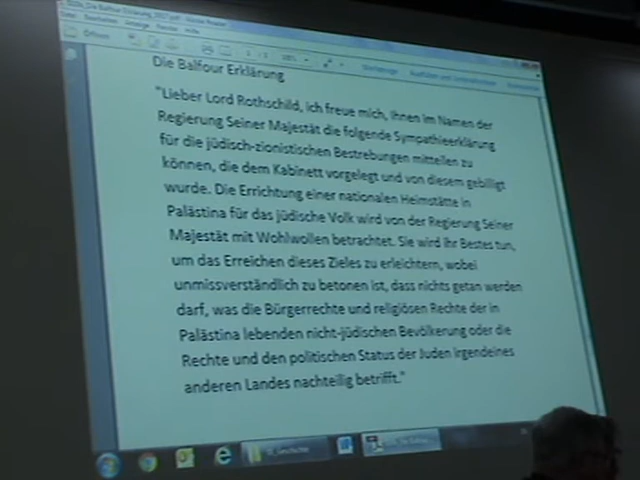 Die Balfour Erklärung
"Lieber Lord Rothschild, ich freue mich, Ihnen im Namen der
Regierung Seiner Majestät die folgende Sympathieerklärung
für die jüdisch-zionistischen Bestrebungen mitteilen zu
können, die dem Kabinett vorgelegt und von diesem gebilligt
wurde. Die Errichtung einer nationalen Heimstätte in
Palästina für das jüdische Volk wird von der Regierung Seiner
Majestät mit Wohlwollen betrachtet. Sie wird ihr Bestes tun,
um das Erreichen dieses Zieles zu erleichtern, wobei
unmissverständlich zu betonen ist, dass nichts getan werden
darf, was die Bürgerrechte und religiösen Rechte der in
Palästina lebenden nicht-jüdischen Bevölkerung oder die
Rechte und den politischen Status der Juden irgendeines
anderen Landes nachteilig betrifft."